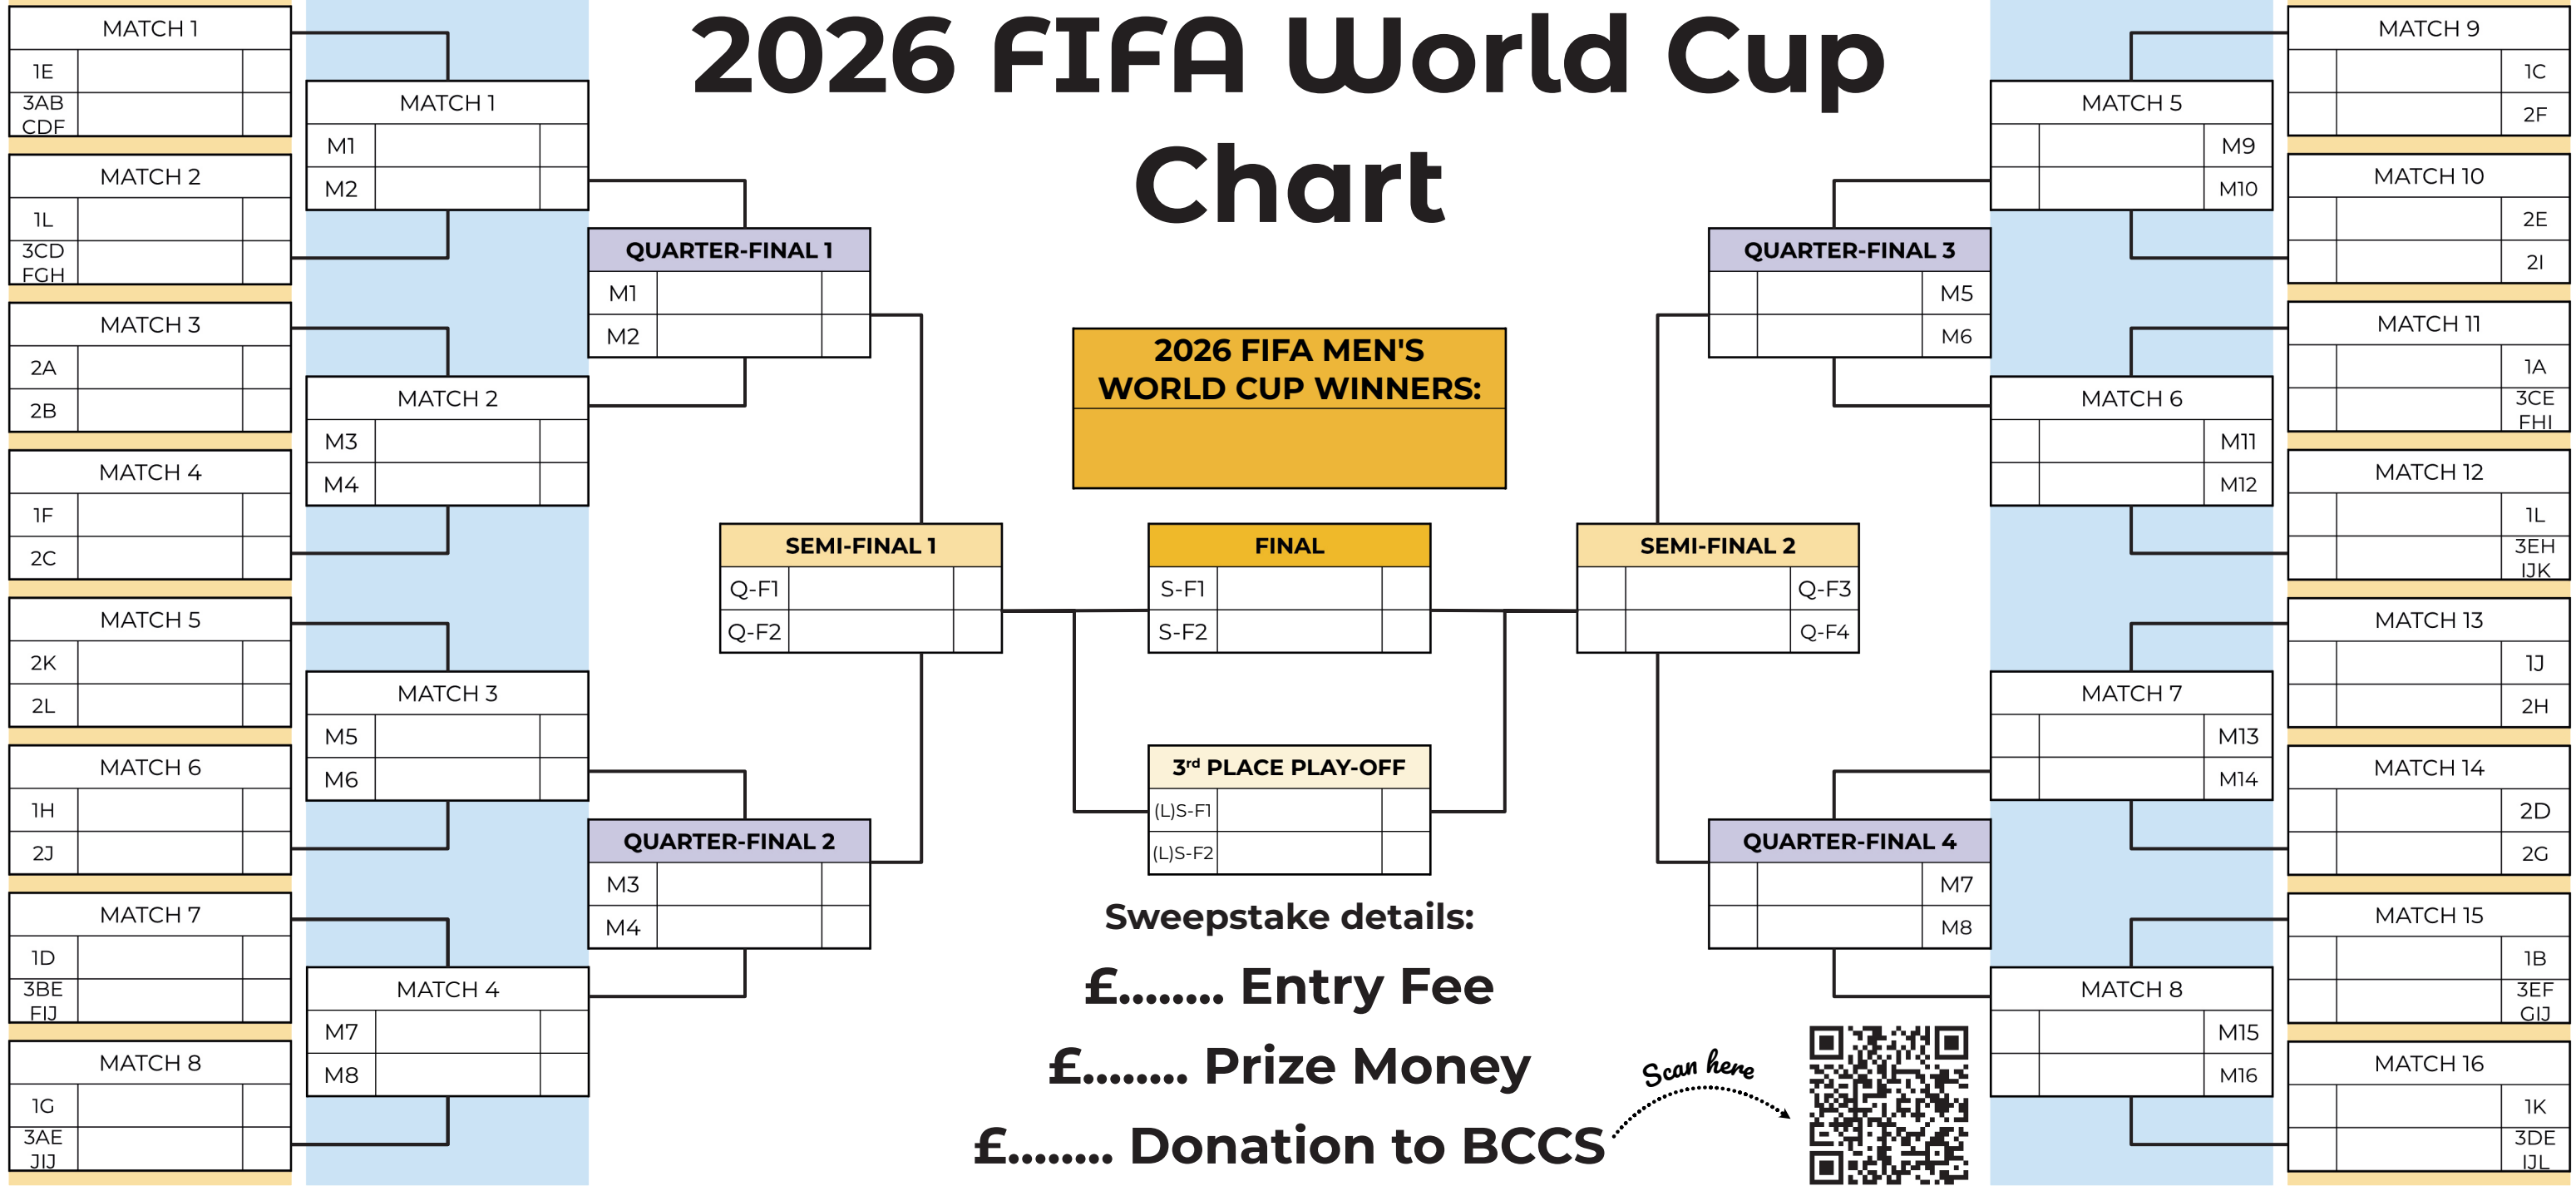 2026 FIFA World Cup
Chart
MATCH 1
1E
3AB
CDF
MATCH 2
1L
3CD
FGH
MATCH 3
2A
2B
MATCH 4
1F
2C
MATCH 5
2K
2L
MATCH 6
1H
2J
MATCH 7
1D
3BE
FIJ
MATCH 8
1G
3AE
JIJ
MATCH 1
M1
M2
MATCH 2
M3
M4
MATCH 3
M5
M6
MATCH 4
M7
M8
QUARTER-FINAL 1
M1
M2
QUARTER-FINAL 2
M3
M4
SEMI-FINAL 1
Q-F1
Q-F2
2026 FIFA MEN'S
WORLD CUP WINNERS:
FINAL
S-F1
S-F2
3rd PLACE PLAY-OFF
(L)S-F1
(L)S-F2
Sweepstake details:
£........ Entry Fee
£........ Prize Money
£........ Donation to BCCS
Scan here
SEMI-FINAL 2
Q-F3
Q-F4
QUARTER-FINAL 3
M5
M6
QUARTER-FINAL 4
M7
M8
MATCH 5
M9
M10
MATCH 6
M11
M12
MATCH 7
M13
M14
MATCH 8
M15
M16
MATCH 9
1C
2F
MATCH 10
2E
2I
MATCH 11
1A
3CE
FHI
MATCH 12
1L
3EH
IJK
MATCH 13
1J
2H
MATCH 14
2D
2G
MATCH 15
1B
3EF
GIJ
MATCH 16
1K
3DE
IJL